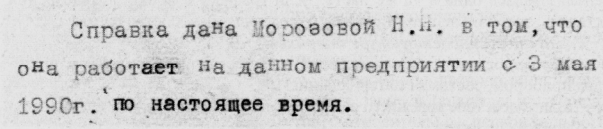 Справка дана Морозовой Н.Н. в том,что
она работает на данном предприятии с 3 мая
1990г. по настоящее время.